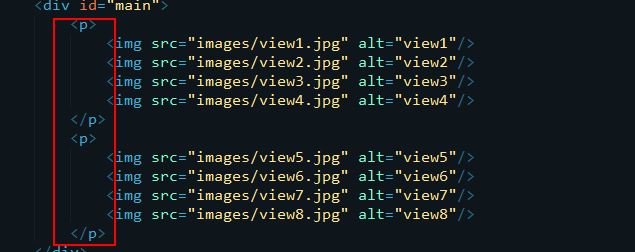 <div id="main">
<p>
<img src="images/view1.jpg" alt="view1"/>
<img src="images/view2.jpg" alt="view2"/>
<img src="images/view3.jpg" alt="view3"/>
<img src="images/view4.jpg" alt="view4"/>
</p>
<p>
<img src="images/view5.jpg" alt="view5"/>
<img src="images/view6.jpg" alt="view6"/>
<img src="images/view7.jpg" alt="view7"/>
<img src="images/view8.jpg" alt="view8"/>
</p>
</div>